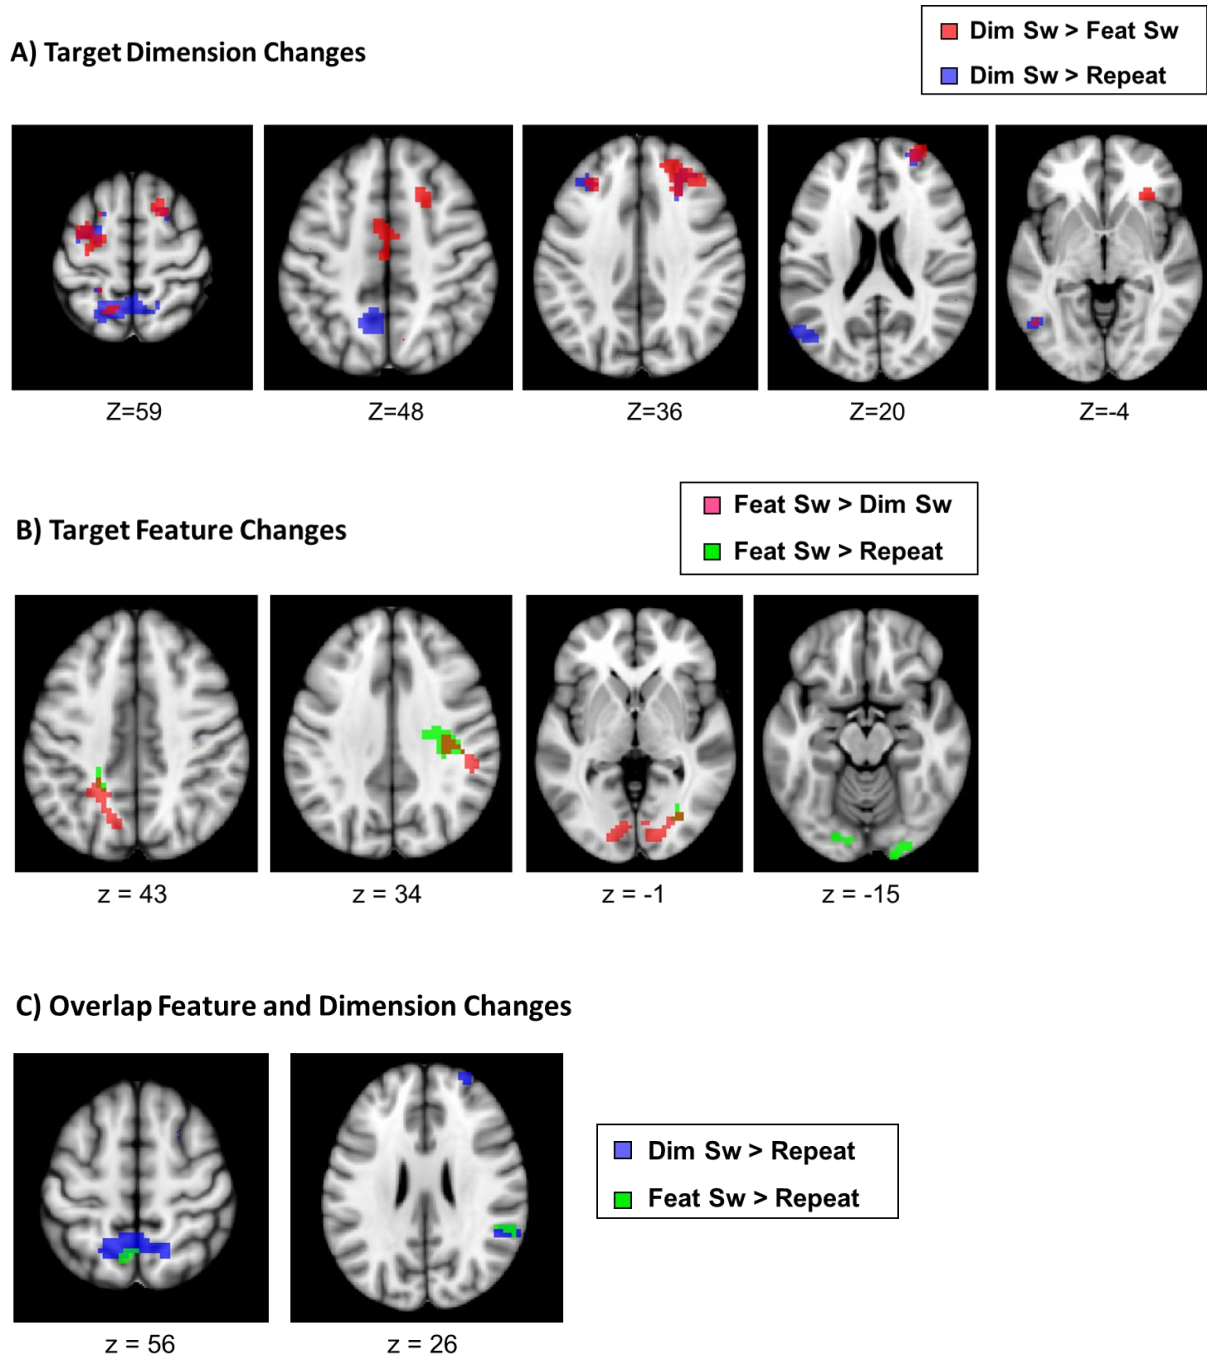 A) Target Dimension Changes
Dim Sw > Feat Sw
Dim Sw > Repeat
Z=59
Z=48
Z=36
Z=20
Z=-4
B) Target Feature Changes
Feat Sw > Dim Sw
Feat Sw > Repeat
z = 43
z = 34
z = -1
z = -15
C) Overlap Feature and Dimension Changes
Dim Sw > Repeat
Feat Sw > Repeat
z = 56
z = 26